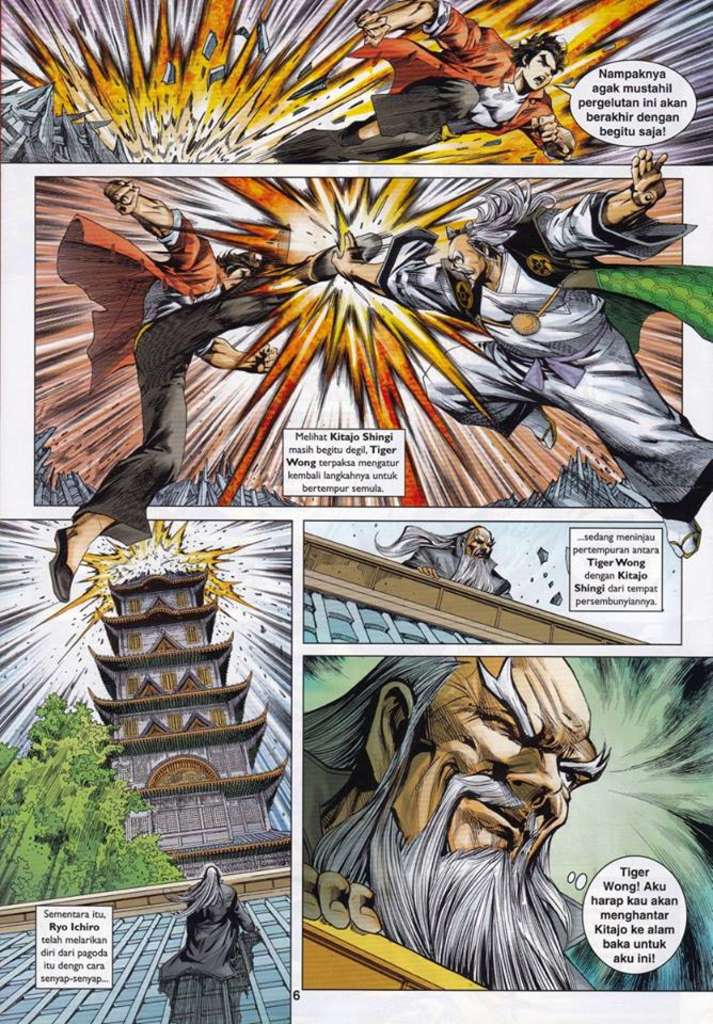 Nampaknya
agak mustahil
pergelutan ini akan
berakhir dengan
begitu saja!
Melihat Kitajo Shingi
masih begitu degil, Tiger
Wong terpaksa mengatur
kembali langkahnya untuk
bertempur semula.
Sementara itu,
Ryo Ichiro
telah melarikan
diri dari pagoda
itu dengn cara
senyap-senyap...
...sedang meninjau
pertempuran antara
Tiger Wong
dengan Kitajo
Shingi dari tempat
persembunyiannya.
Tiger
Wong! Aku
harap kau akan
menghantar
Kitajo ke alam
baka untuk
aku ini!
6